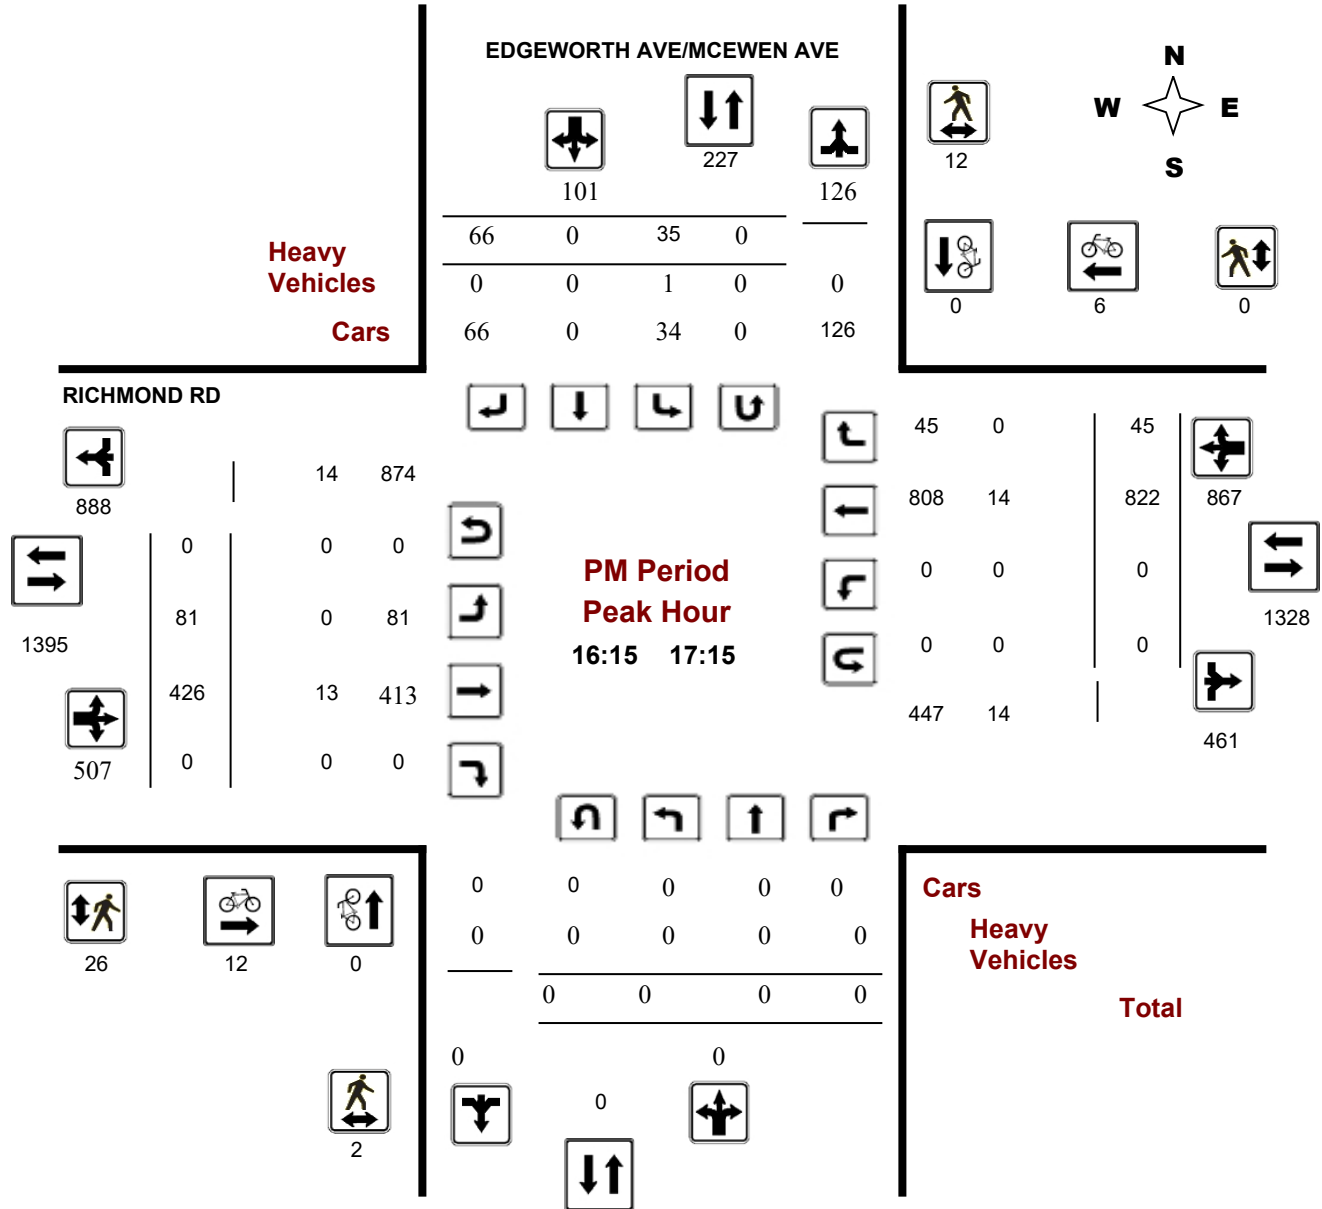 EDGEWORTH AVE/MCEWEN AVE
N
W E
S
227
12
101
126
66 0 35 0
Heavy
Vehicles
0 0 1 0 0
0 6 0
Cars
66 0 34 0 126
RICHMOND RD
45 0 45
14 874
888
808 14 822 867
0 0 0
PM Period
0 0 0
Peak Hour
81 0 81
1328
1395
16:15 17:15
0 0 0
426 13 413
447 14
461
507
0 0 0
0 0 0 0 0
Cars
0 0 0 0 0
Heavy
Vehicles
26 12 0
0 0 0 0
Total
0 0
0
2